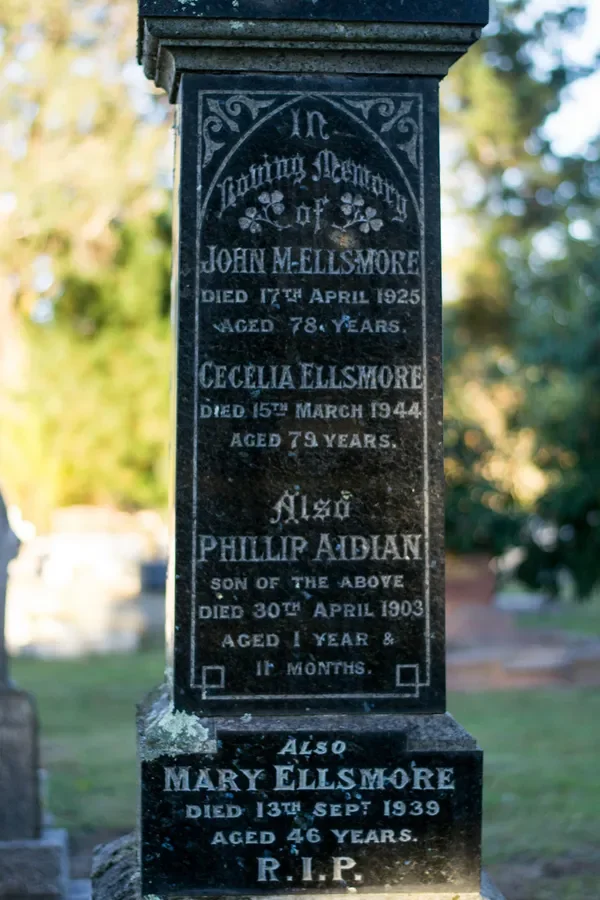 In
Loving Memory
of
JOHN M-ELLSMORE
DIED 17TH APRIL 1925
AGED 78 YEARS.
CECELIA ELLSMORE
DIED 15TH MARCH 1944
AGED 79 YEARS.
Also
PHILLIP AIDIAN
SON OF THE ABOVE
DIED 30TH APRIL 1903
AGED 1 YEAR &
11 MONTHS.
ALSO
MARY ELLSMORE
DIED 13TH SEPT 1939
AGED 46 YEARS.
R.I.P.